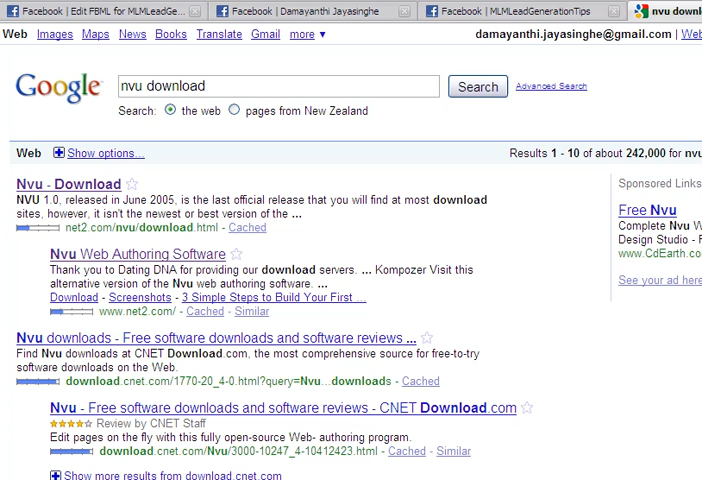 Facebook | Edit FBML for MLMLeadGe...
Facebook | Damayanthi Jayasinghe
Facebook | MLMLeadGenerationTips
nvu downl
Web Images Maps News Groups Translate Gmail more ▼
damayanthi.jayasinghe@gmail.com | Web
Google
nvu download
Search
Advanced Search
Search: the web pages from New Zealand
Web Show options...
Results 1 - 10 of about 242,000 for nvu
Nvu - Download
NVU 1.0, released in June 2005, is the last official release that you will find at most download
sites, however, it isn't the newest or best version of the ...
net2.com/nvu/download.html - Cached
Nvu Web Authoring Software
Thank you to Dating DNA for providing our download servers. ... Kompozer Visit this
alternative version of the Nvu web authoring software. ...
Download - Screenshots - 3 Simple Steps to Build Your First ...
www.net2.com/ - Cached - Similar
Nvu downloads - Free software downloads and software reviews ...
Find Nvu downloads at CNET Download.com, the most comprehensive source for free-to-try
software downloads on the Web.
download.cnet.com/1770-20_4-0.html?query=Nvu...downloads - Cached
Nvu - Free software downloads and software reviews - CNET Download.com
Review by CNET Staff
Edit pages on the fly with this fully open-source Web- authoring program.
download.cnet.com/Nvu/3000-10247_4-10412423.html - Cached - Similar
Show more results from download.cnet.com
Sponsored Links
Free Nvu
Complete Nvu W
Design Studio - F
www.CdEarth.co
See your ad here